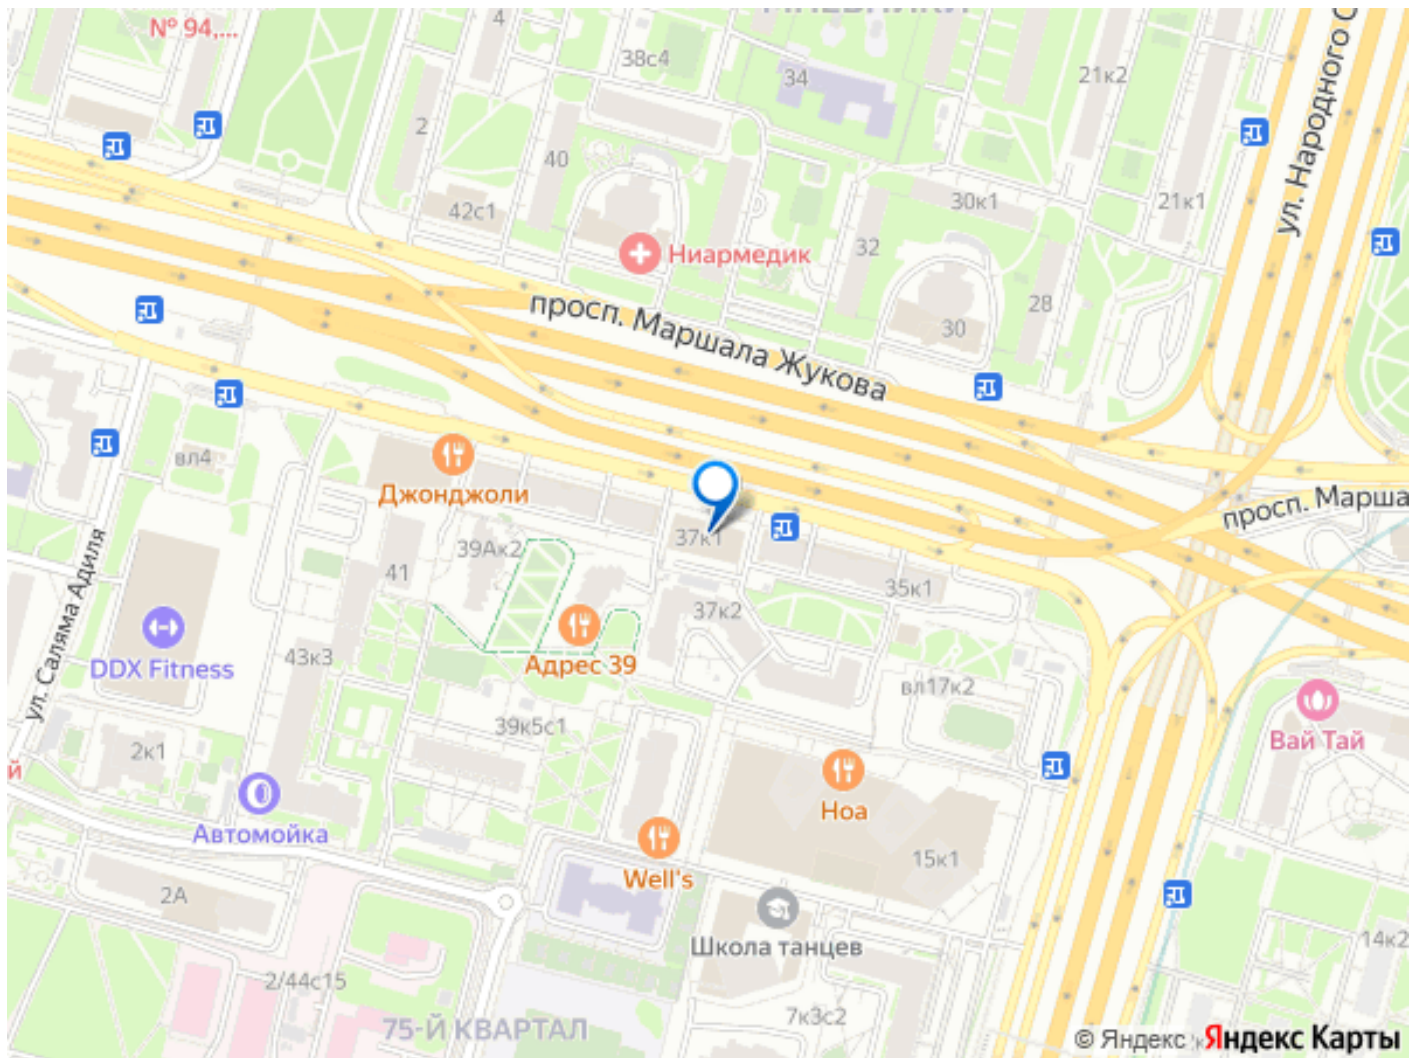 № 94,...
4
38с4
34
21к2
ул. Народного О
2
40
42с1
30к1
21к1
32
Ниармедик
28
30
просп. Маршала Жукова
вл4
Джонджоли
39Ак2
41
37к1
35к1
просп. Марша
ул. Саляма Адиля
DDX Fitness
43к3
Адрес 39
37к2
вл17к2
39к5с1
2к1
й
Вай Тай
Автомойка
Ноа
15к1
Well's
2А
Школа танцев
14к2
2/44с15
7к3с2
75-Й КВАРТАЛ
© Яндекс Яндекс Карты